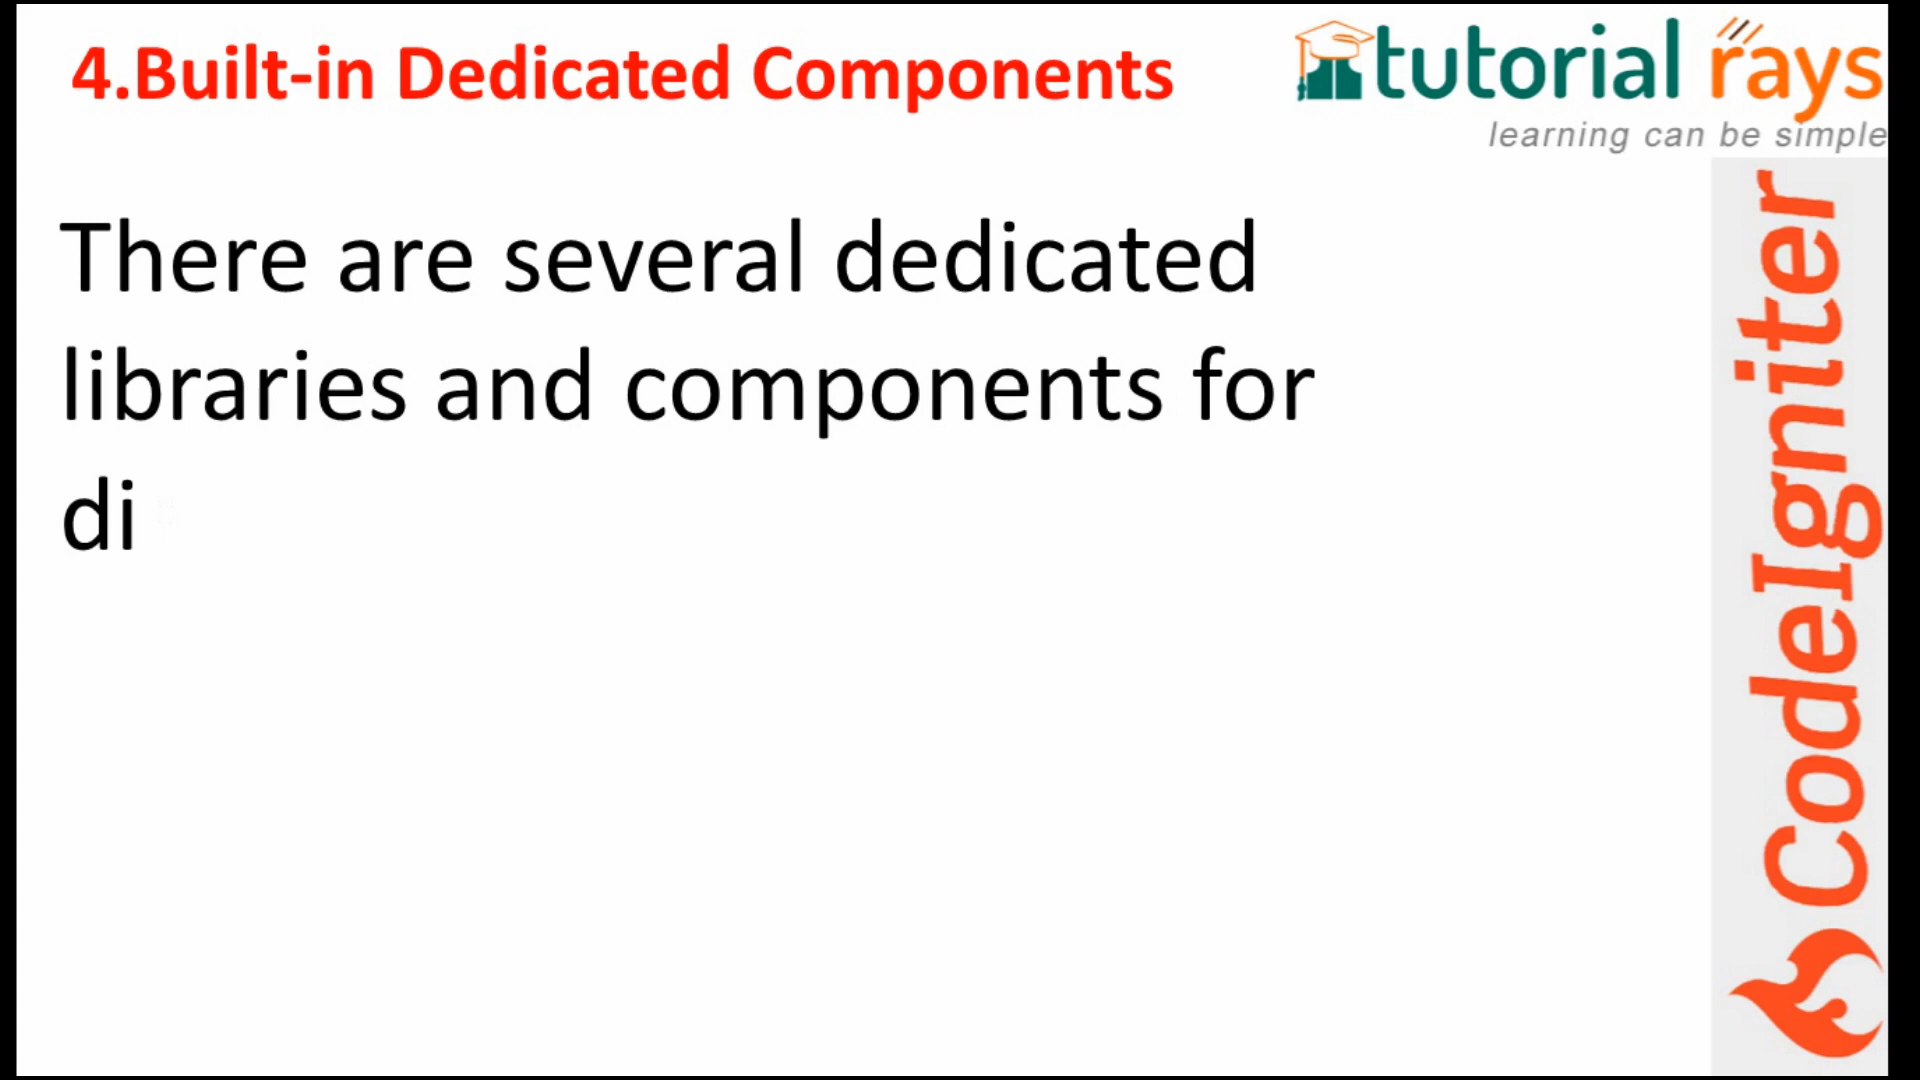 4.Built-in Dedicated Components
tutorial rays
learning can be simple
There are several dedicated
libraries and components for
di
CodeIgniter